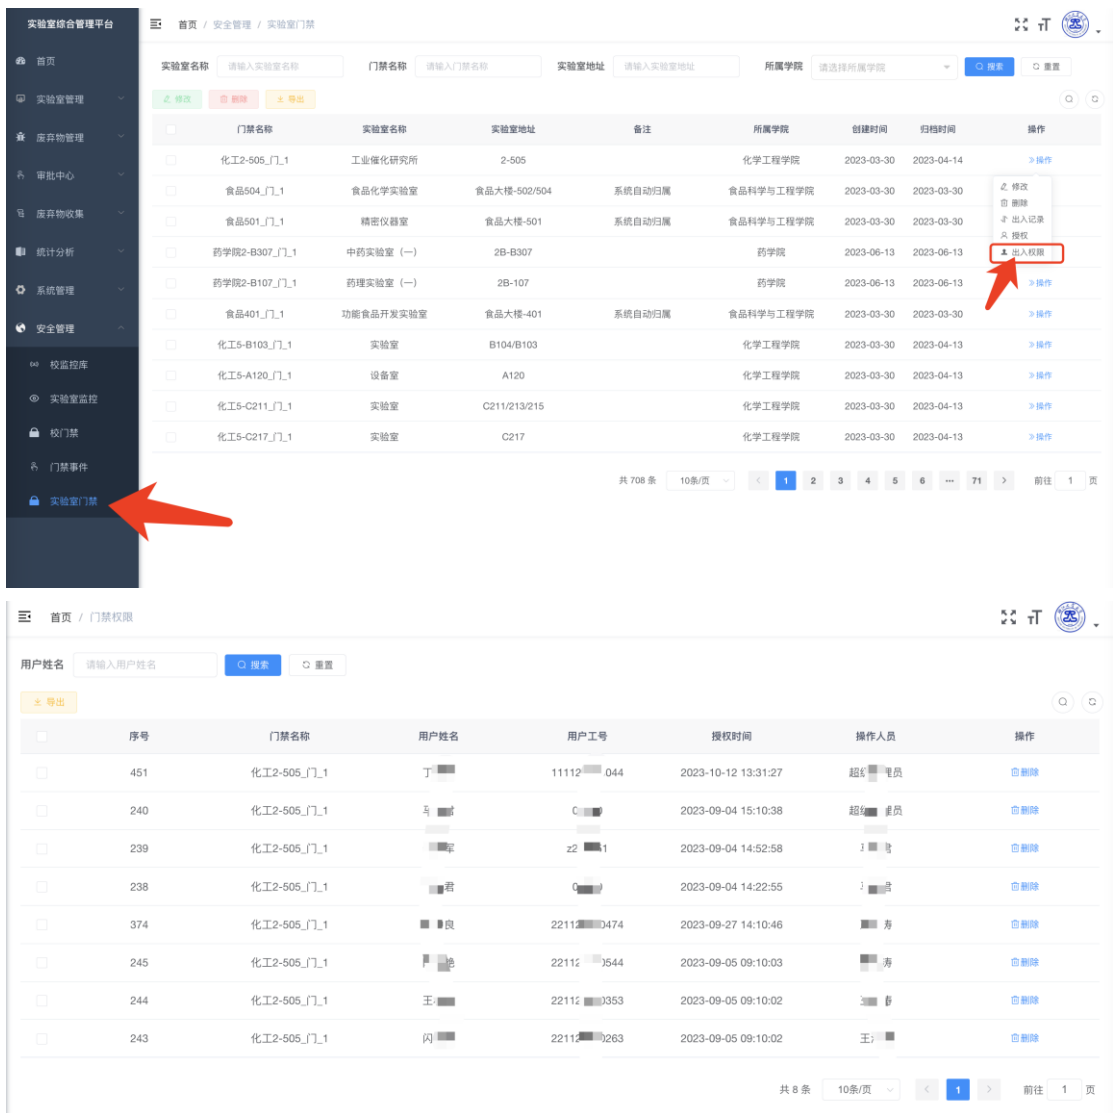 实验室综合管理平台
首页 / 安全管理 / 实验室门禁
首页
实验室管理
废弃物管理
审批中心
废弃物收集
统计分析
系统管理
安全管理
校监控库
实验室监控
校门禁
门禁事件
实验室门禁
实验室名称 请输入实验室名称 门禁名称 请输入门禁名称 实验室地址 请输入实验室地址 所属学院 请选择所属学院 搜索 重置
修改 删除 导出
门禁名称 实验室名称 实验室地址 备注 所属学院 创建时间 归档时间 操作
化工2-505_门_1 工业催化研究所 2-505 化学工程学院 2023-03-30 2023-04-14 操作
食品504_门_1 食品化学实验室 食品大楼-502/504 系统自动归属 食品科学与工程学院 2023-03-30 2023-03-30
食品501_门_1 精密仪器室 食品大楼-501 系统自动归属 食品科学与工程学院 2023-03-30 2023-03-30
药学院2-B307_门_1 中药实验室（一） 2B-B307 药学院 2023-06-13 2023-06-13
药学院2-B107_门_1 药理实验室（一） 2B-107 药学院 2023-06-13 2023-06-13 操作
食品401_门_1 功能食品开发实验室 食品大楼-401 系统自动归属 食品科学与工程学院 2023-03-30 2023-03-30 操作
化工5-B103_门_1 实验室 B104/B103 化学工程学院 2023-03-30 2023-04-13 操作
化工5-A120_门_1 设备室 A120 化学工程学院 2023-03-30 2023-04-13 操作
化工5-C211_门_1 实验室 C211/213/215 化学工程学院 2023-03-30 2023-04-13 操作
化工5-C217_门_1 实验室 C217 化学工程学院 2023-03-30 2023-04-13 操作
修改
删除
出入记录
授权
出入权限
共 708 条 10条/页 < 1 2 3 4 5 6 ... 71 > 前往 1 页
首页 / 门禁权限
用户姓名 请输入用户姓名 搜索 重置
导出
序号 门禁名称 用户姓名 用户工号 授权时间 操作人员 操作
451 化工2-505_门_1 丁 11112 044 2023-10-12 13:31:27 超 员 删除
240 化工2-505_门_1 2023-09-04 15:10:38 超 员 删除
239 化工2-505_门_1 军 z2 1 2023-09-04 14:52:58 删除
238 化工2-505_门_1 君 2023-09-04 14:22:55 君 删除
374 化工2-505_门_1 良 22112 0474 2023-09-27 14:10:46 涛 删除
245 化工2-505_门_1 艳 22112 0544 2023-09-05 09:10:03 涛 删除
244 化工2-505_门_1 王 22112 0353 2023-09-05 09:10:02 删除
243 化工2-505_门_1 闪 22112 0263 2023-09-05 09:10:02 王 删除
共 8 条 10条/页 < 1 > 前往 1 页